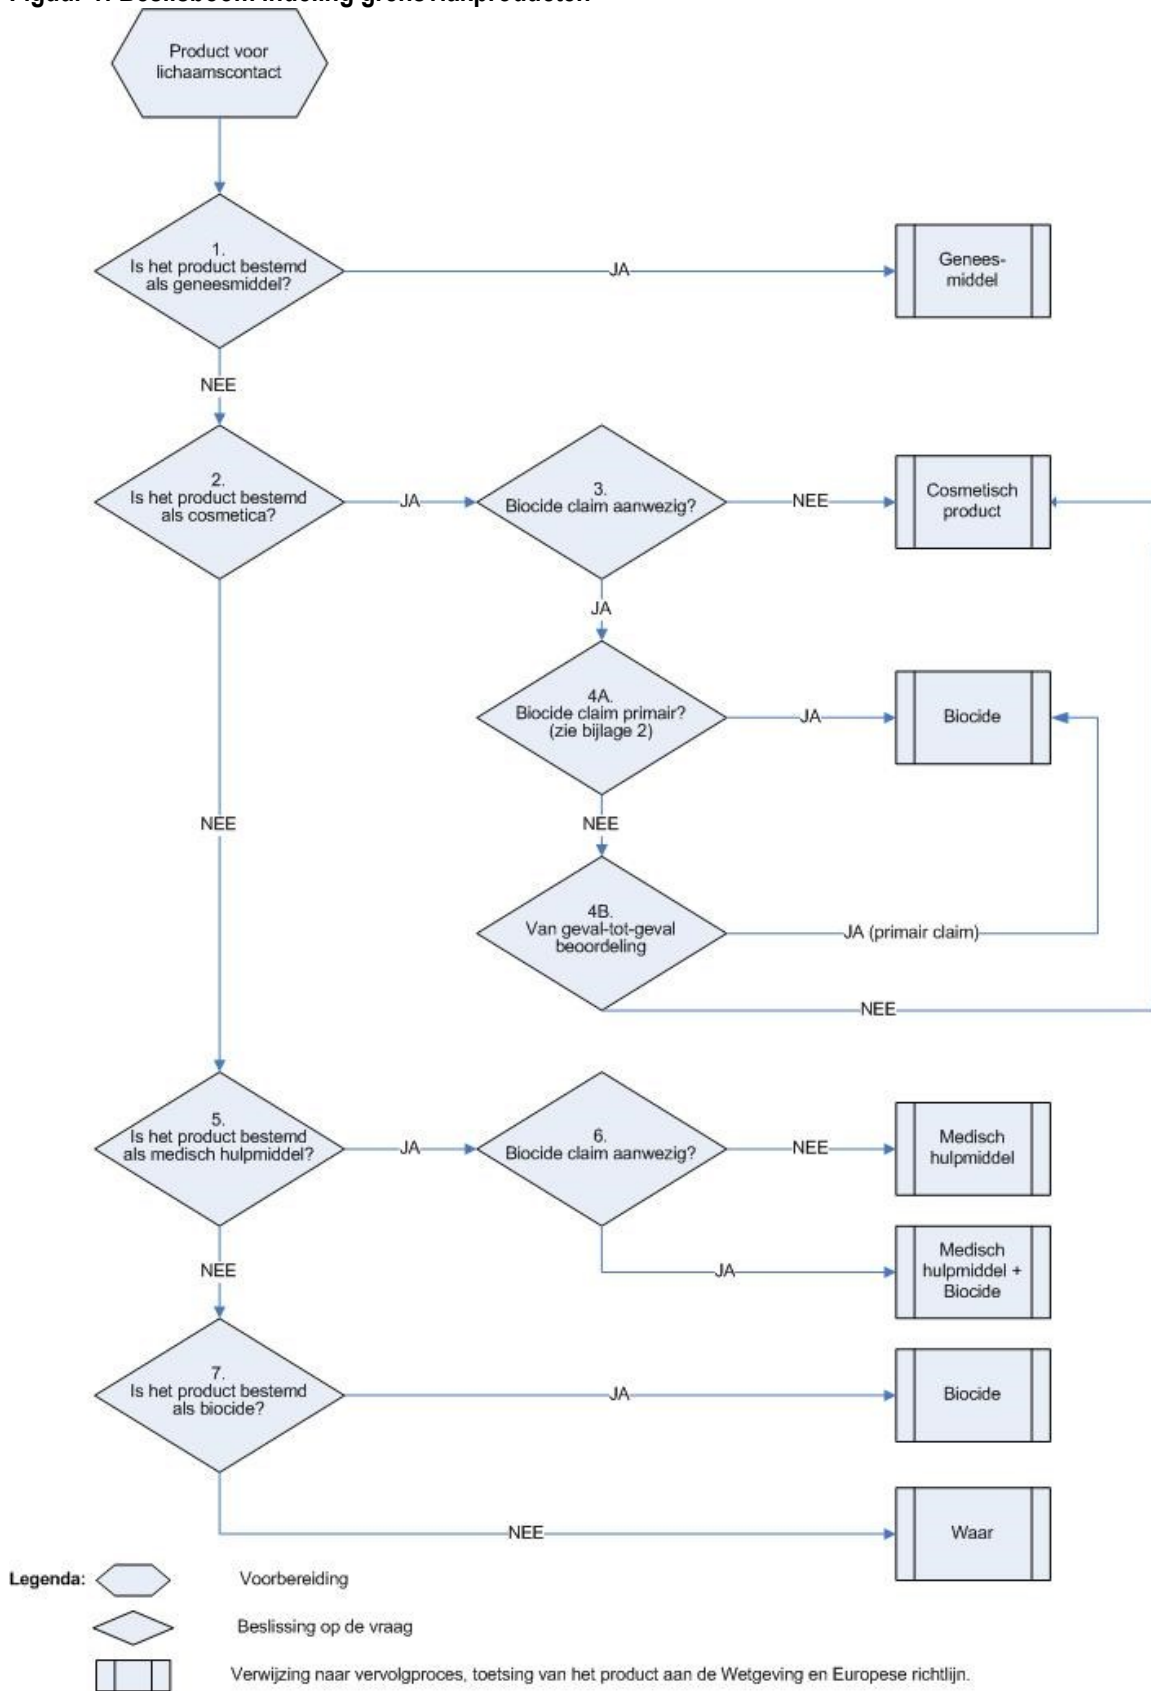 Figuur 1: Beslisboom indeling grensvlakproducten
Product voor
lichaamscontact
1.
Is het product bestemd
als geneesmiddel?
JA
Genees-
middel
NEE
2.
Is het product bestemd
als cosmetica?
JA
3.
Biocide claim aanwezig?
NEE
Cosmetisch
product
JA
4A.
Biocide claim primair?
(zie bijlage 2)
JA
Biocide
NEE
NEE
4B.
Van geval-tot-geval
beoordeling
JA (primair claim)
NEE
5.
Is het product bestemd
als medisch hulpmiddel?
JA
6.
Biocide claim aanwezig?
NEE
Medisch
hulpmiddel
NEE
JA
Medisch
hulpmiddel +
Biocide
7.
Is het product bestemd
als biocide?
JA
Biocide
NEE
Waar
Legenda:
Voorbereiding
Beslissing op de vraag
Verwijzing naar vervolgproces, toetsing van het product aan de Wetgeving en Europese richtlijn.